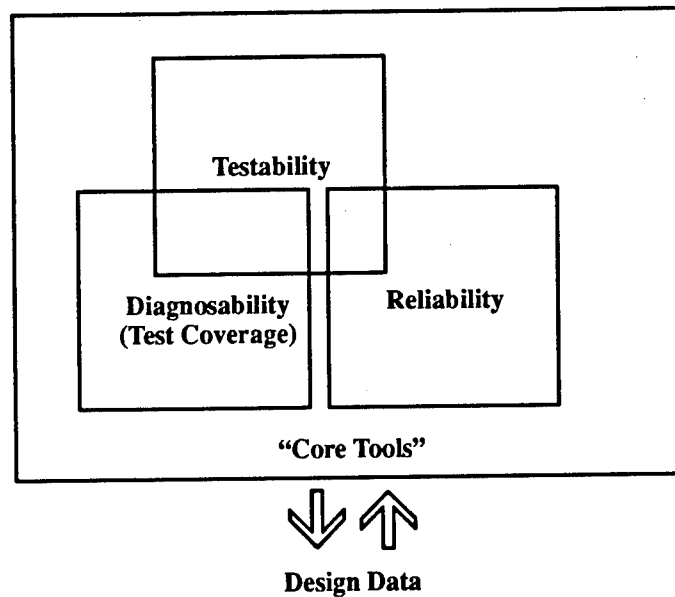 Testability
Diagnosability
(Test Coverage)
Reliability
“Core Tools”
Design Data